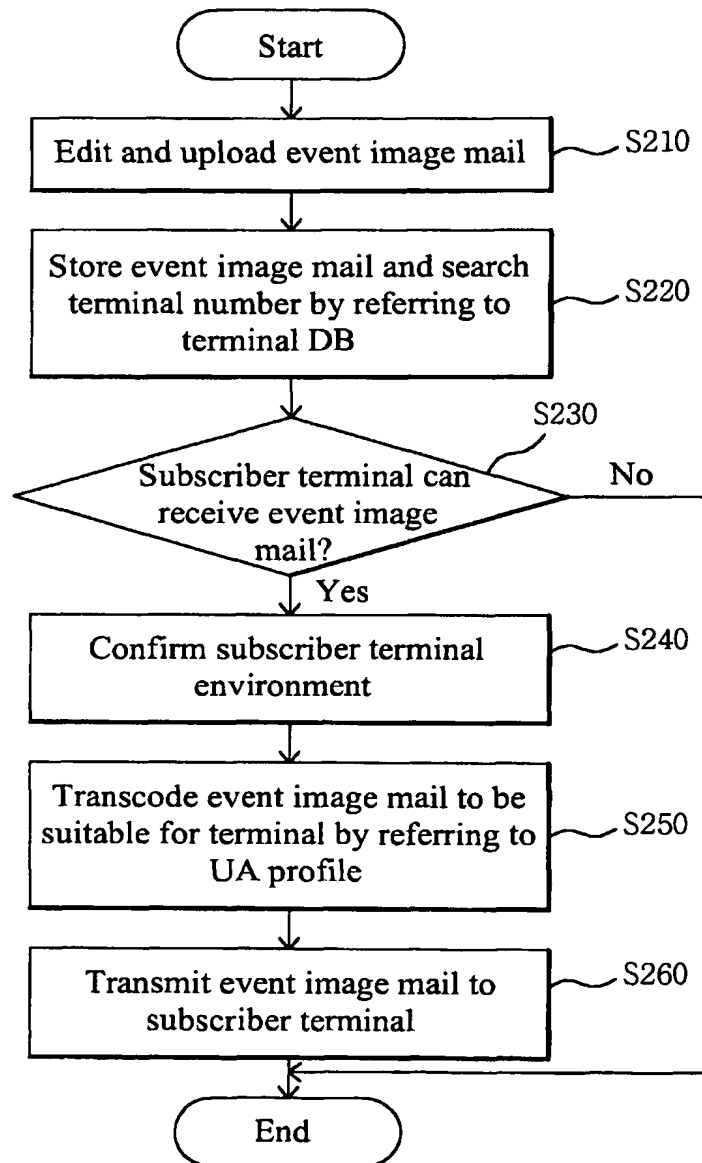 Start
Edit and upload event image mail
S210
Store event image mail and search
terminal number by referring to
terminal DB
S220
S230
Subscriber terminal can
receive event image
mail?
No
Yes
Confirm subscriber terminal
environment
S240
Transcode event image mail to be
suitable for terminal by referring to
UA profile
S250
Transmit event image mail to
subscriber terminal
S260
End